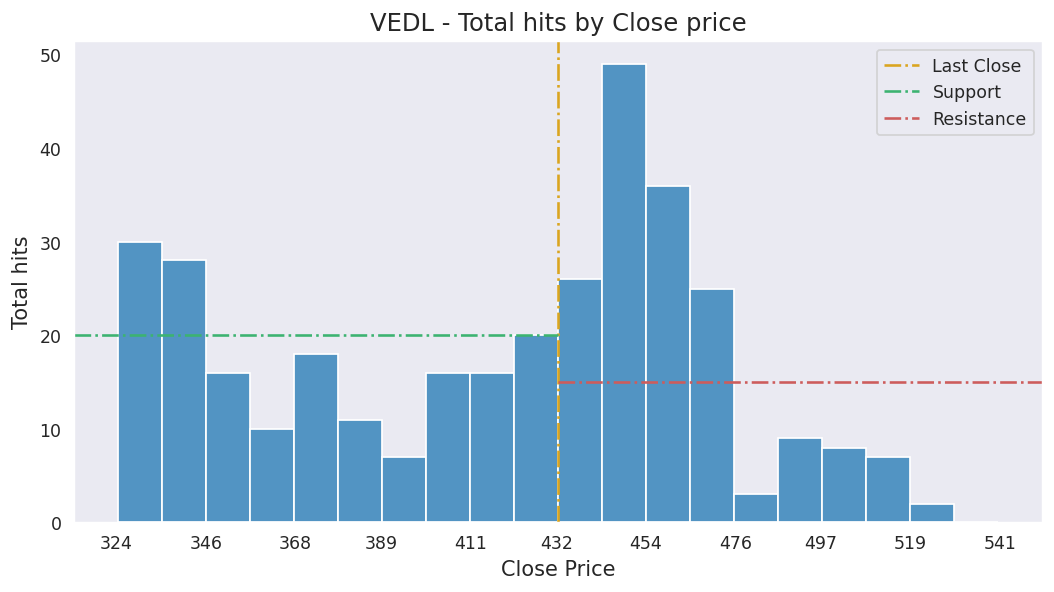 VEDL - Total hits by Close price
Last Close
Support
Resistance
Total hits
50
40
30
20
10
0
324 346 368 389 411 432 454 476 497 519 541
Close Price